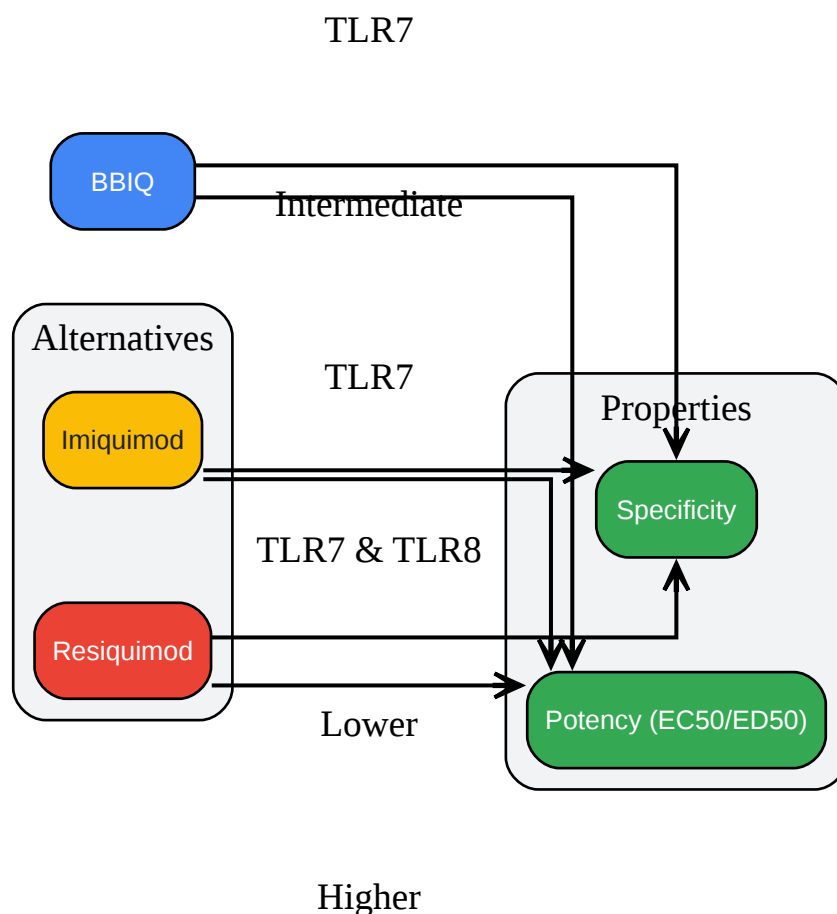 TLR7
BBIQ
Intermediate
Alternatives
TLR7
Properties
Imiquimod
Specificity
TLR7 & TLR8
Resiquimod
Potency (EC50/ED50)
Lower
Higher